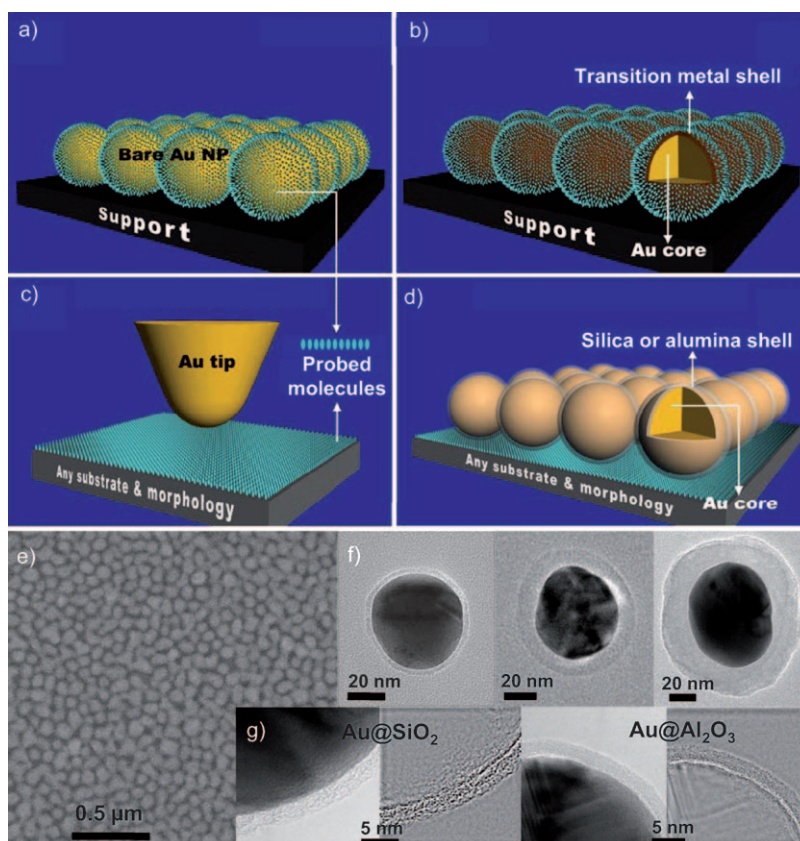 a)
Bare Au NP
Support
b)
Transition metal shell
Support
Au core
c)
Au tip
Probed
molecules
Any substrate & morphology
d)
Silica or alumina shell
Any substrate & morphology
Au core
e)
0.5 µm
f)
20 nm
20 nm
20 nm
g)
Au@SiO₂
Au@Al₂O₃
5 nm
5 nm